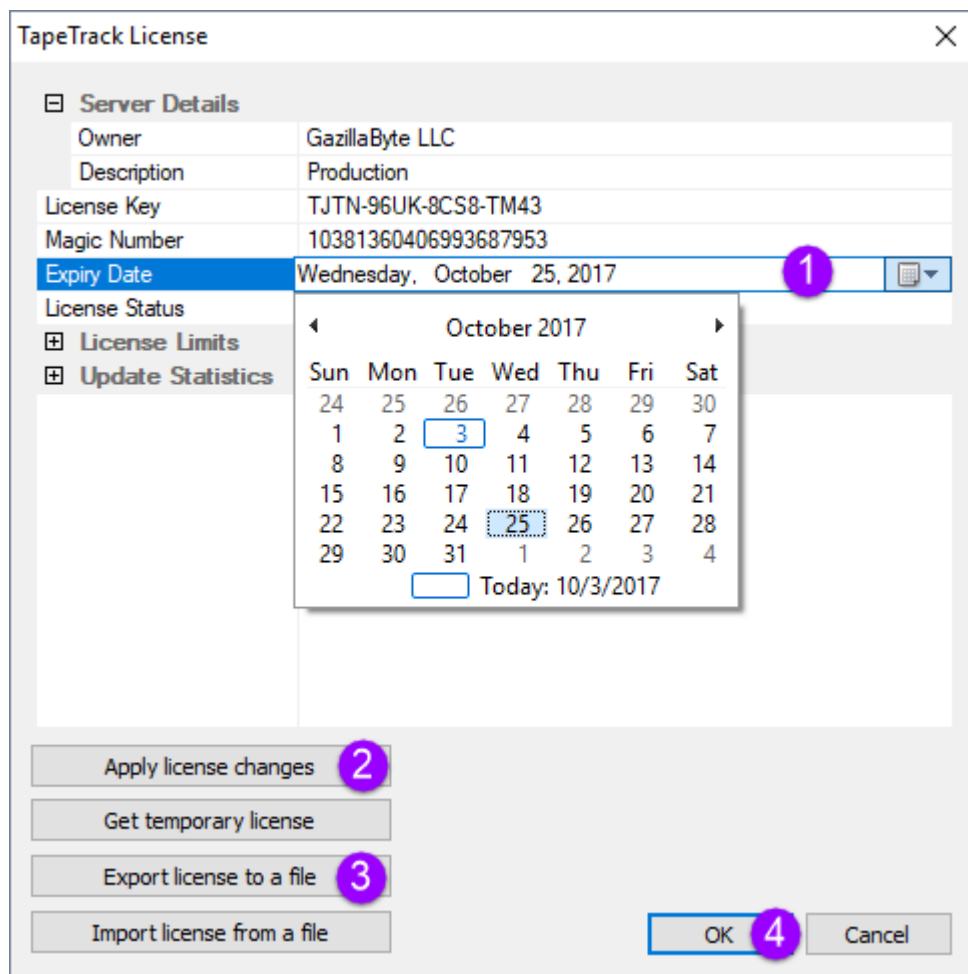 TapeTrack License
Server Details
Owner GazillaByte LLC
Description Production
License Key TJTN-96UK-8CS8-TM43
Magic Number 10381360406993687953
Expiry Date Wednesday, October 25, 2017 1
License Status
License Limits
Update Statistics
October 2017
Sun Mon Tue Wed Thu Fri Sat
24 25 26 27 28 29 30
1 2 3 4 5 6 7
8 9 10 11 12 13 14
15 16 17 18 19 20 21
22 23 24 25 26 27 28
29 30 31 1 2 3 4
Today: 10/3/2017
Apply license changes 2
Get temporary license
Export license to a file 3
Import license from a file
OK 4 Cancel